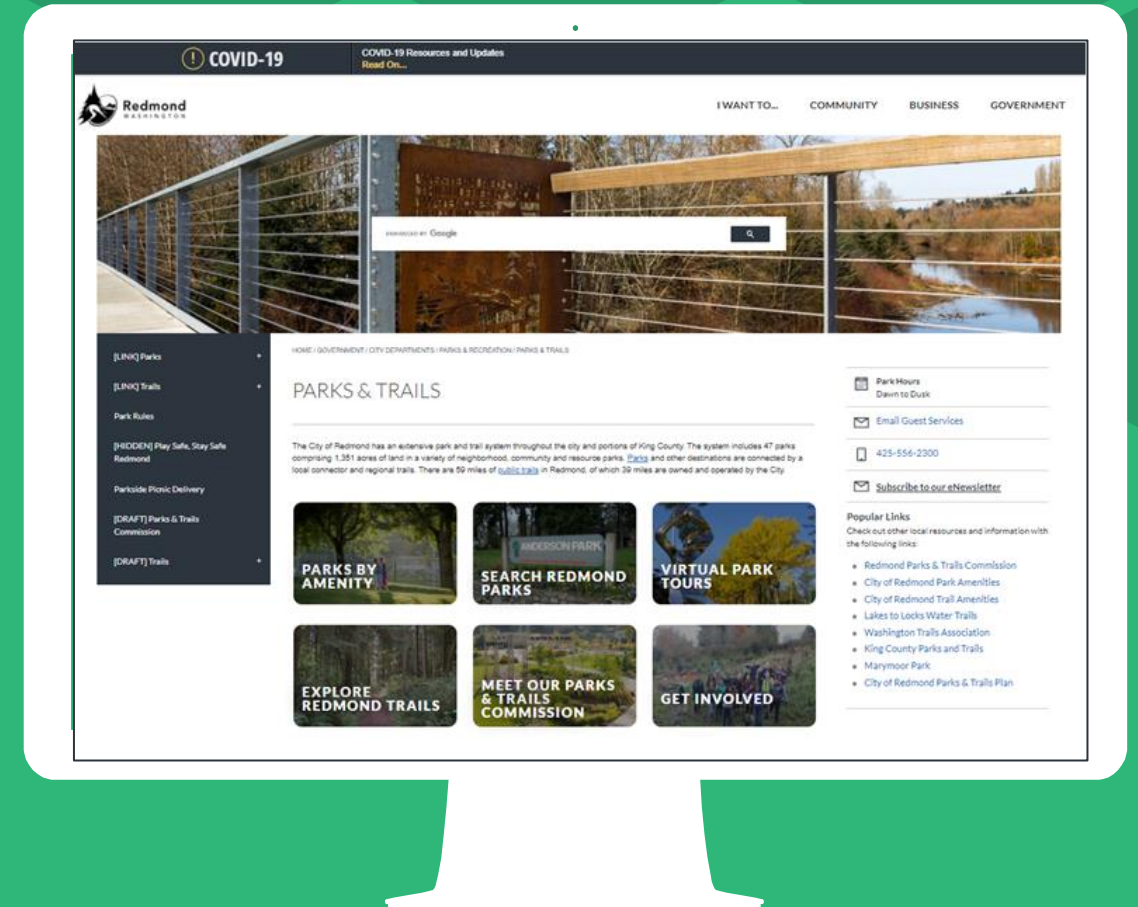 COVID-19
COVID-19 Resources and Updates
Read On...
Redmond
WASHINGTON
I WANT TO...
COMMUNITY
BUSINESS
GOVERNMENT
ENHANCED BY Google
[LINK] Parks +
[LINK] Trails +
Park Rules
[HIDDEN] Play Safe, Stay Safe
Redmond
Parkside Picnic Delivery
[DRAFT] Parks & Trails
Commission
[DRAFT] Trails +
HOME / GOVERNMENT / CITY DEPARTMENTS / PARKS & RECREATION / PARKS & TRAILS
PARKS & TRAILS
The City of Redmond has an extensive park and trail system throughout the city and portions of King County. The system includes 47 parks
comprising 1,351 acres of land in a variety of neighborhood, community and resource parks. Parks and other destinations are connected by a
local connector and regional trails. There are 59 miles of public trails in Redmond, of which 39 miles are owned and operated by the City.
PARKS BY
AMENITY
ANDERSON PARK
SEARCH REDMOND
PARKS
VIRTUAL PARK
TOURS
EXPLORE
REDMOND TRAILS
MEET OUR PARKS
& TRAILS
COMMISSION
GET INVOLVED
Park Hours
Dawn to Dusk
Email Guest Services
425-556-2300
Subscribe to our eNewsletter
Popular Links
Check out other local resources and information with
the following links:
Redmond Parks & Trails Commission
City of Redmond Park Amenities
City of Redmond Trail Amenities
Lakes to Locks Water Trails
Washington Trails Association
King County Parks and Trails
Marymoor Park
City of Redmond Parks & Trails Plan